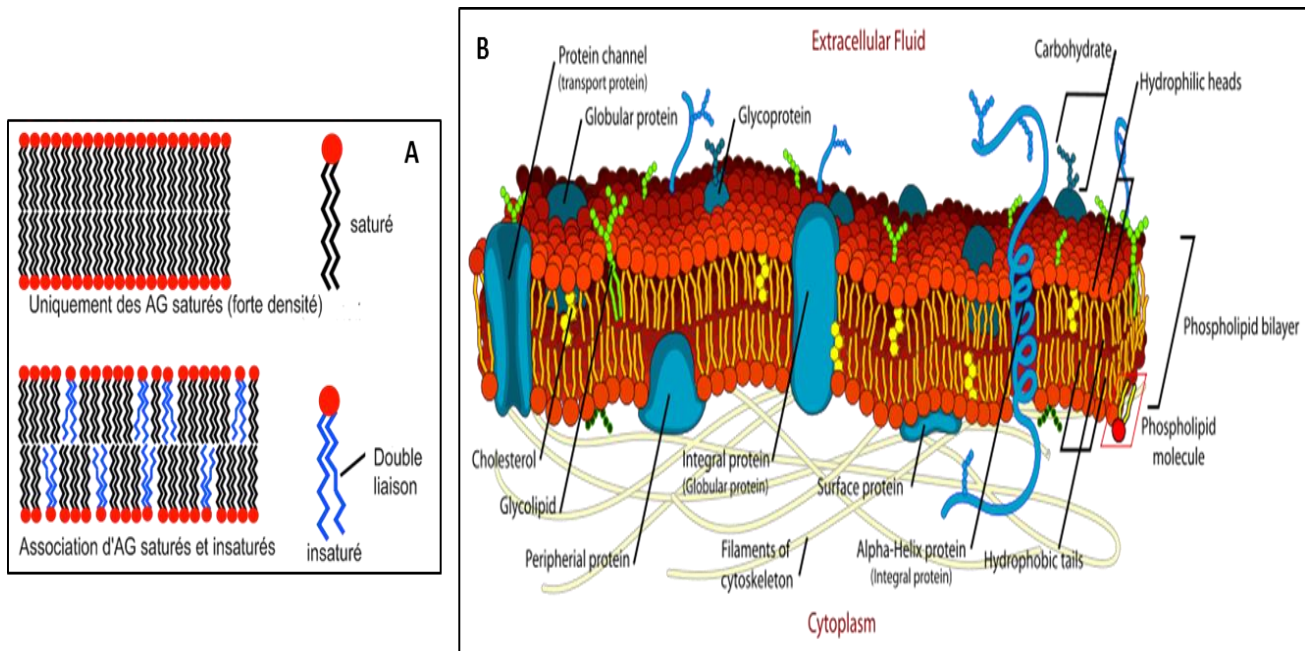 A
saturé
Uniquement des AG saturés (forte densité)
Double
liaison
insaturé
Association d'AG saturés et insaturés
B
Extracellular Fluid
Protein channel
(transport protein)
Globular protein
Glycoprotein
Carbohydrate
Hydrophilic heads
Phospholipid bilayer
Phospholipid
molecule
Cholesterol
Glycolipid
Peripherial protein
Integral protein
(Globular protein)
Filaments of
cytoskeleton
Surface protein
Alpha-Helix protein
(Integral protein)
Hydrophobic tails
Cytoplasm